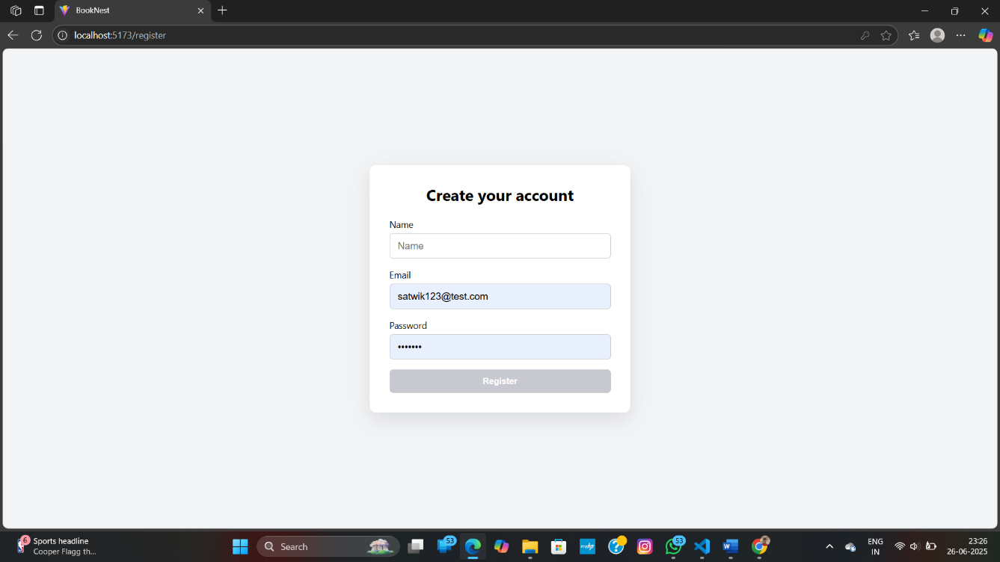 BookNest
localhost:5173/register
Create your account
Name
Name
Email
satwik123@test.com
Password
•••••••
Register
6
Sports headline
Cooper Flagg th...
Search
53
myhp
53
ENG
IN
23:26
26-06-2025